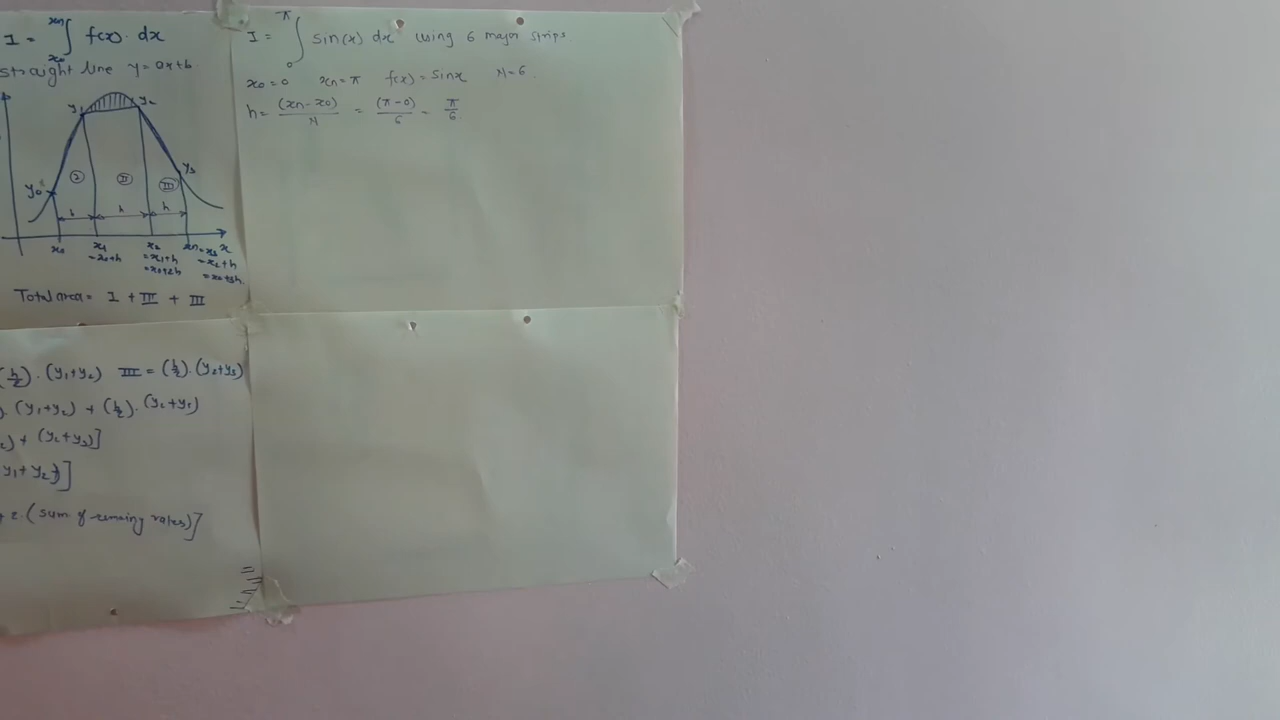 I = ∫ f(x) dx
xn
x0
straight line y=ax+b
y1 y2
y3
y0
I II III
h h h
x0 x1 x2 xn=x3 x
=x0+h =x1+h =x2+h
=x0+2h =x0+3h
Total area = I + II + III
(h/2). (y1+y2) III = (h/2). (y2+y3)
). (y1+y2) + (h/2). (y2+y3)
) + (y2+y3)]
y1+y2)]
+ 2. (sum of remaining values)]
I = ∫ sin(x) dx using 6 major strips.
π
0
x0=0 xn=π f(x)=sinx N=6.
h= (xn-x0)/N = (π-0)/6 = π/6